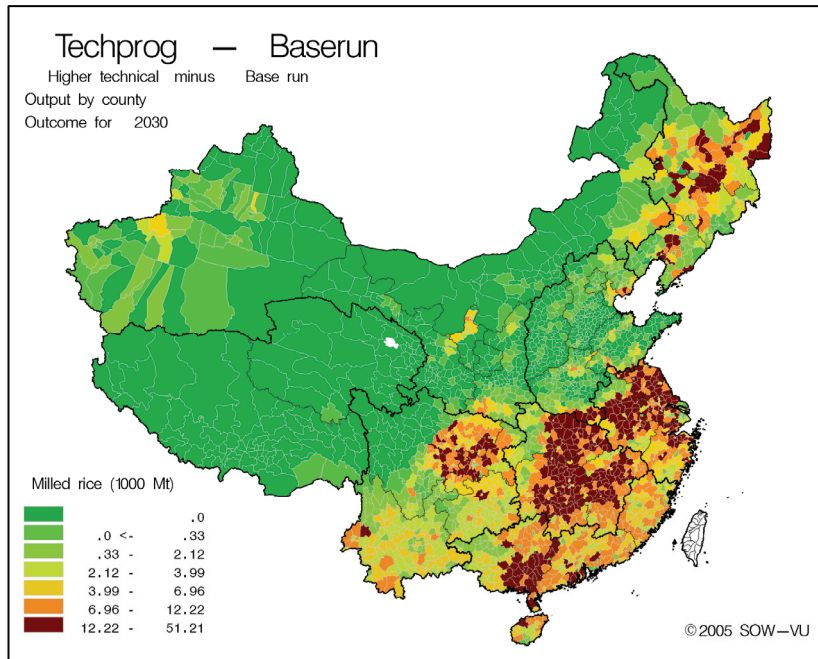 Techprog — Baserun
Higher technical minus Base run
Output by county
Outcome for 2030
Milled rice (1000 Mt)
.0
.0 <- .33
.33 - 2.12
2.12 - 3.99
3.99 - 6.96
6.96 - 12.22
12.22 - 51.21
©2005 SOW-VU